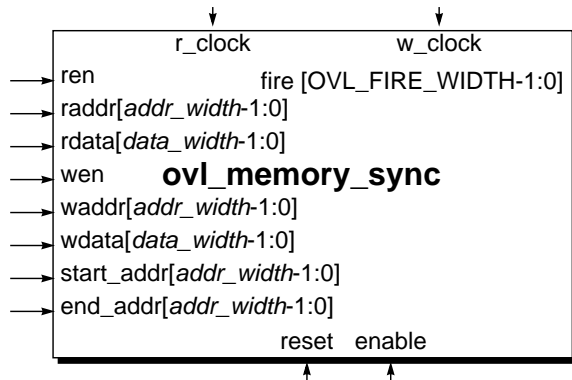 r_clock w_clock
ren fire [OVL_FIRE_WIDTH-1:0]
raddr[addr_width-1:0]
rdata[data_width-1:0]
wen ovl_memory_sync
waddr[addr_width-1:0]
wdata[data_width-1:0]
start_addr[addr_width-1:0]
end_addr[addr_width-1:0]
reset enable